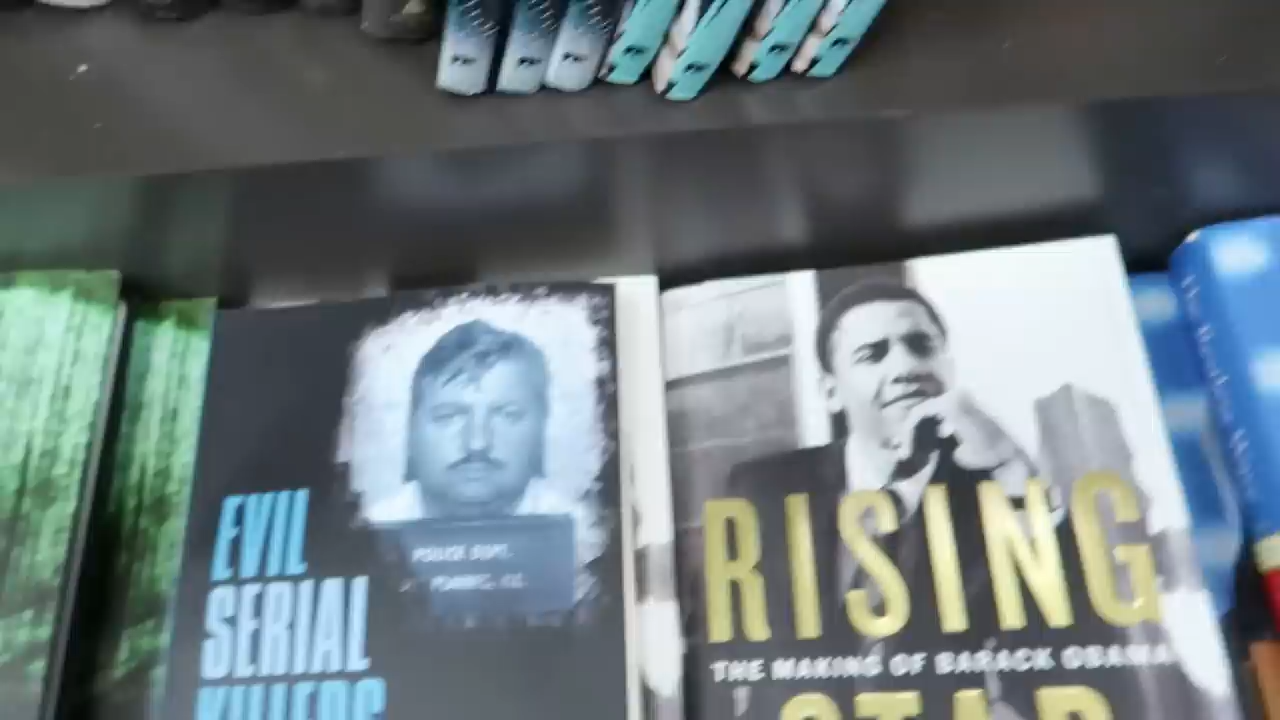 EVIL
SERIAL
KILLERS
POLICE DEPT.
RISING
THE MAKING OF BARACK OBAMA
STAR